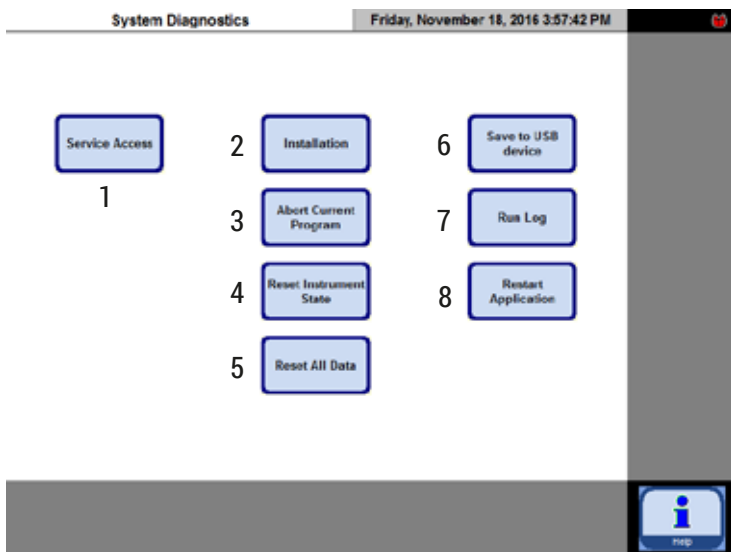 System Diagnostics
Friday, November 18, 2016 3:57:42 PM
Service Access
1
2
Installation
3
Abort Current
Program
4
Reset Instrument
State
5
Reset All Data
6
Save to USB
device
7
Run Log
8
Restart
Application
i
Help